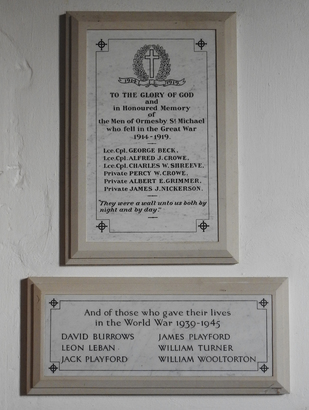 1914 1919
TO THE GLORY OF GOD
and
in Honoured Memory
of
the Men of Ormesby St Michael
who fell in the Great War
1914-1919.
Lce.Cpl. GEORGE BECK.
Lce.Cpl. ALFRED J. CROWE.
Lce.Cpl. CHARLES W. SHREEVE.
Private PERCY W. CROWE.
Private ALBERT E. GRIMMER.
Private JAMES J. NICKERSON.
"They were a wall unto us both by
night and by day."
And of those who gave their lives
in the World War 1939-1945
DAVID BURROWS JAMES PLAYFORD
LEON LEBAN WILLIAM TURNER
JACK PLAYFORD WILLIAM WOOLTORTON